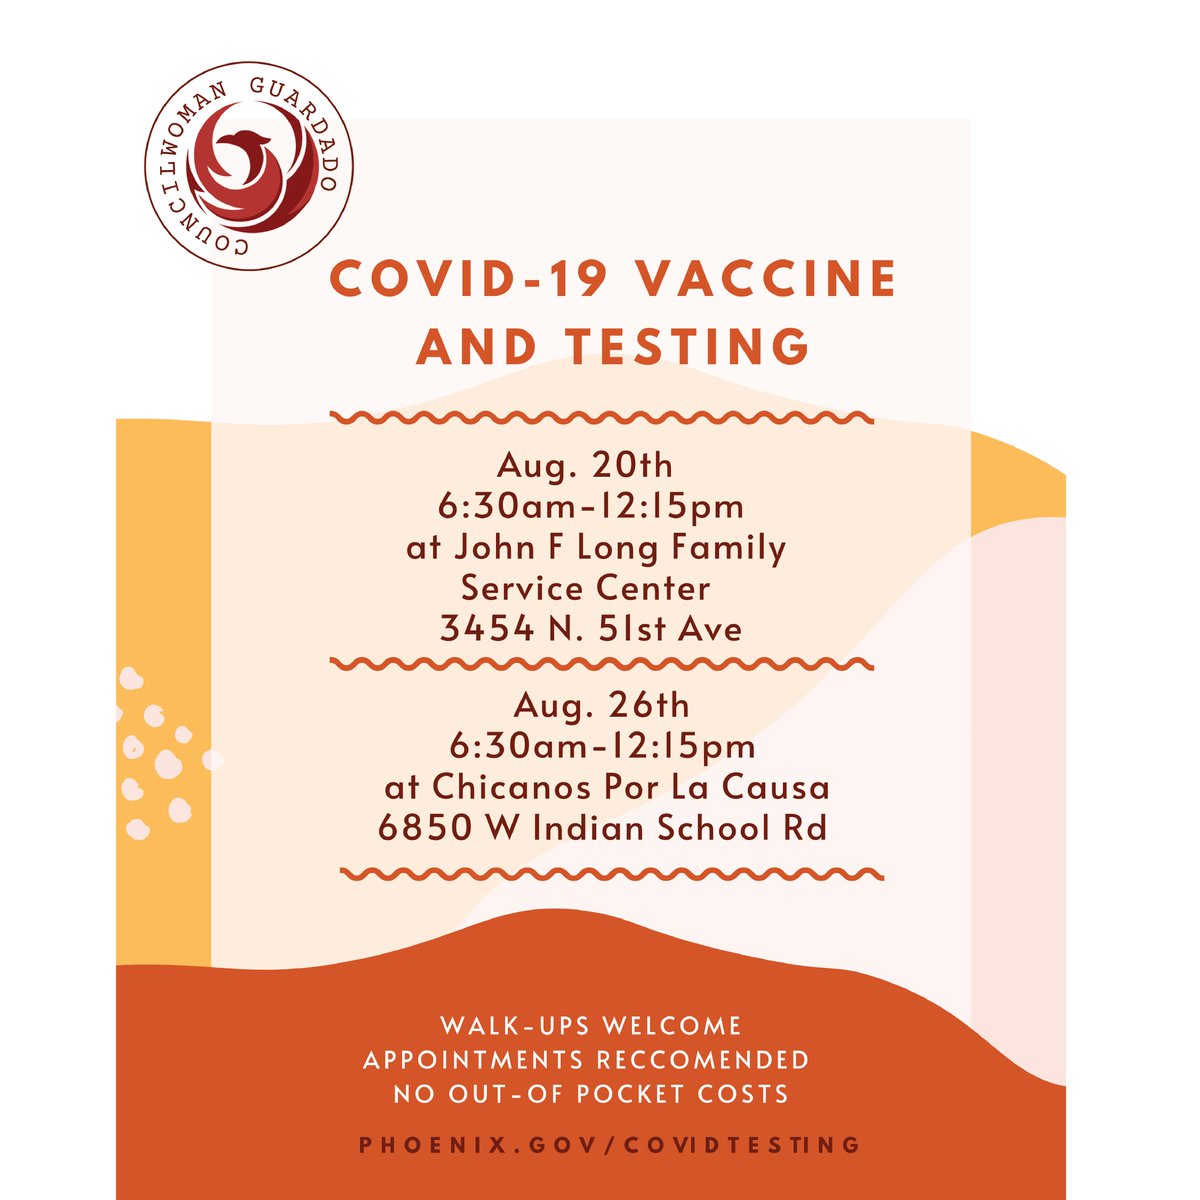 COUNCILWOMAN GUARDADO
COVID-19 VACCINE
AND TESTING
Aug. 20th
6:30am-12:15pm
at John F Long Family
Service Center
3454 N. 51st Ave
Aug. 26th
6:30am-12:15pm
at Chicanos Por La Causa
6850 W Indian School Rd
WALK-UPS WELCOME
APPOINTMENTS RECCOMENDED
NO OUT-OF POCKET COSTS
PHOENIX.GOV/COVIDTESTING